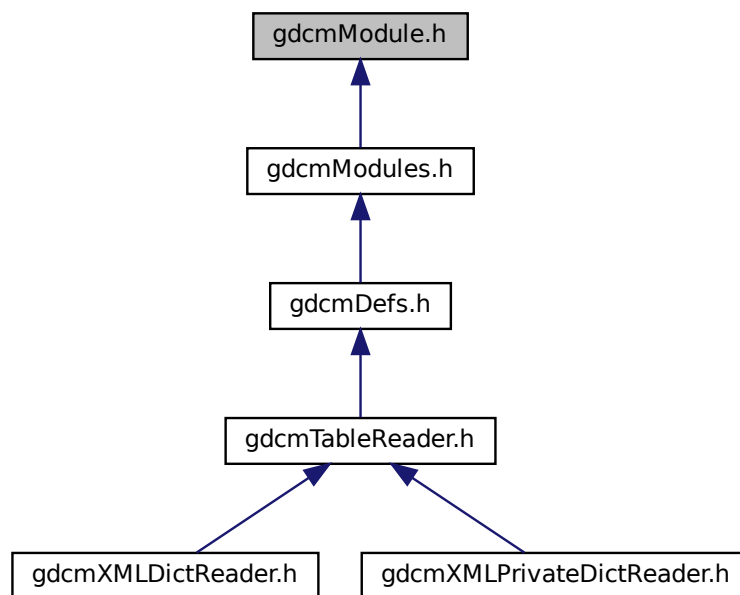 gdcmModule.h
gdcmModules.h
gdcmDefs.h
gdcmTableReader.h
gdcmXMLDictReader.h
gdcmXMLPrivateDictReader.h